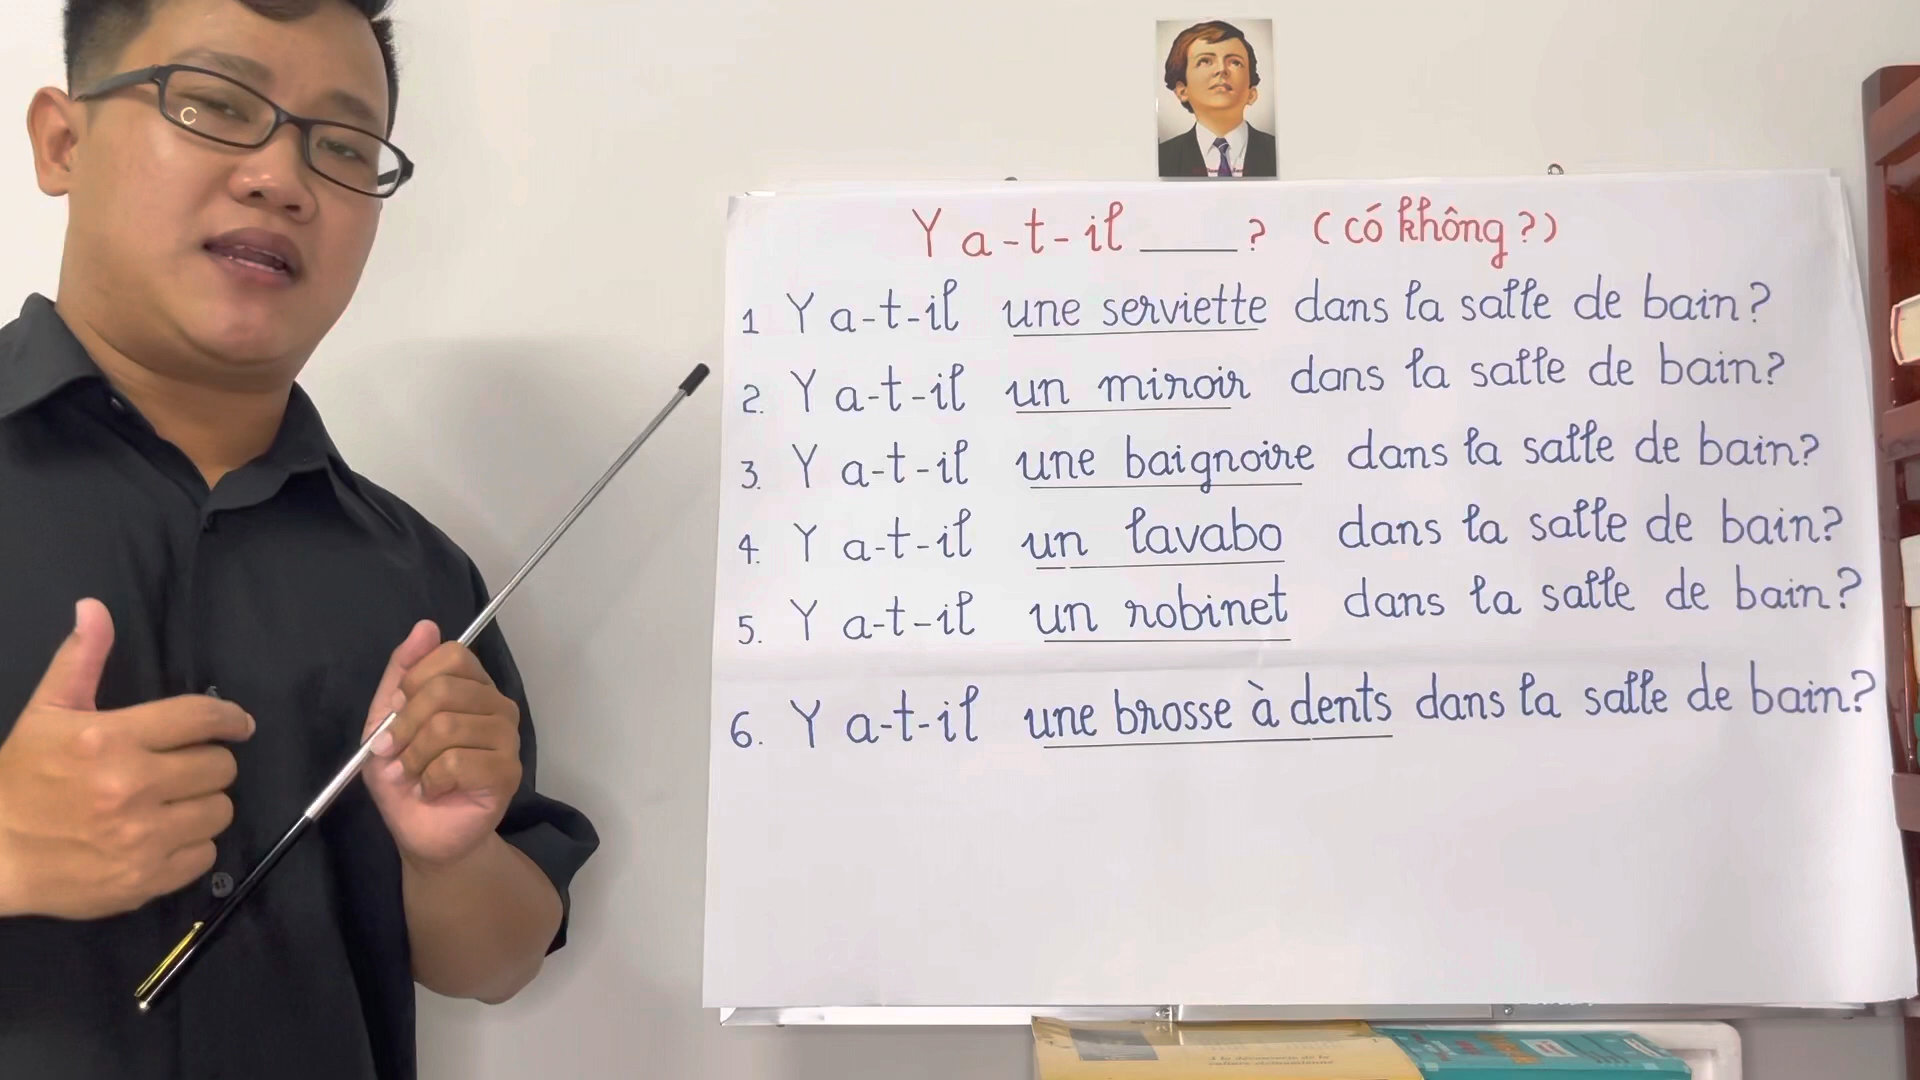 Y a-t-il ____? (có không?)
1 Y a-t-il une serviette dans la salle de bain?
2. Y a-t-il un miroir dans la salle de bain?
3. Y a-t-il une baignoire dans la salle de bain?
4. Y a-t-il un lavabo dans la salle de bain?
5. Y a-t-il un robinet dans la salle de bain?
6. Y a-t-il une brosse à dents dans la salle de bain?